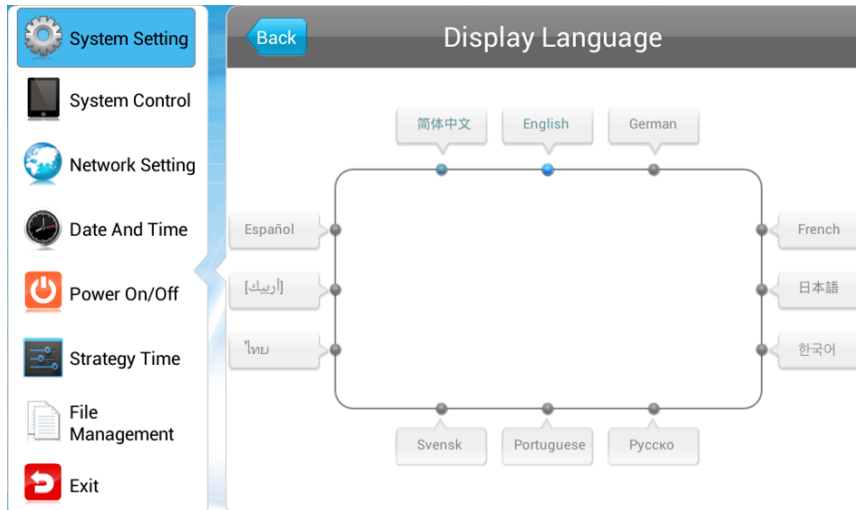 System Setting
System Control
Network Setting
Date And Time
Power On/Off
Strategy Time
File
Management
Exit
Back
Display Language
简体中文
English
German
Español
French
[أربيك]
日本語
ไทย
한국어
Svensk
Portuguese
Русско